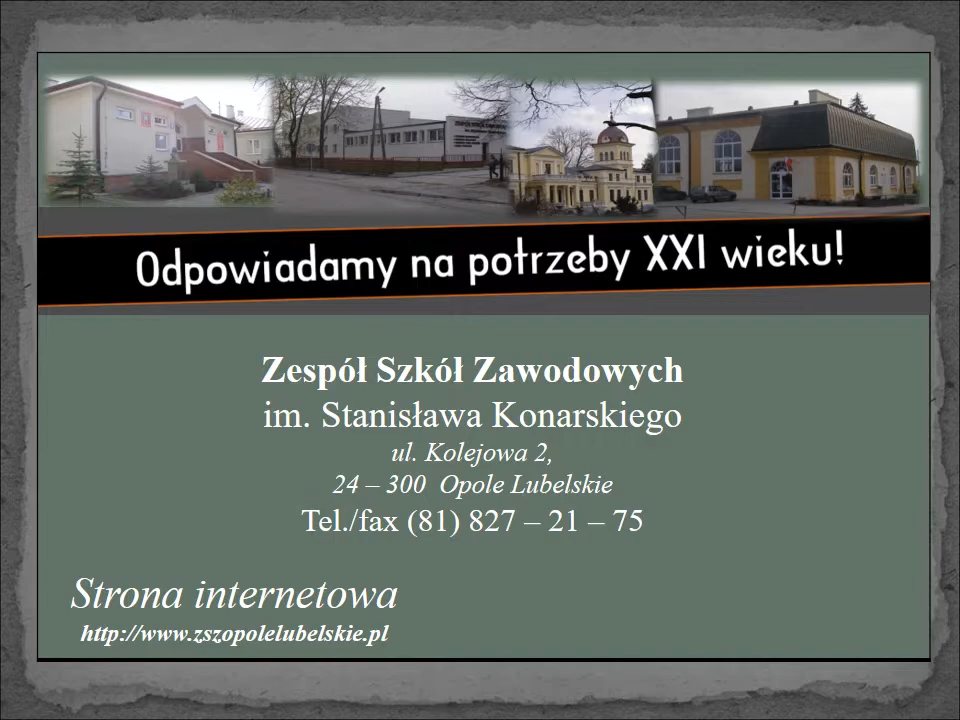 Odpowiadamy na potrzeby XXI wieku!
Zespół Szkół Zawodowych
im. Stanisława Konarskiego
ul. Kolejowa 2,
24 – 300 Opole Lubelskie
Tel./fax (81) 827 – 21 – 75
Strona internetowa
http://www.zszopolelubelskie.pl